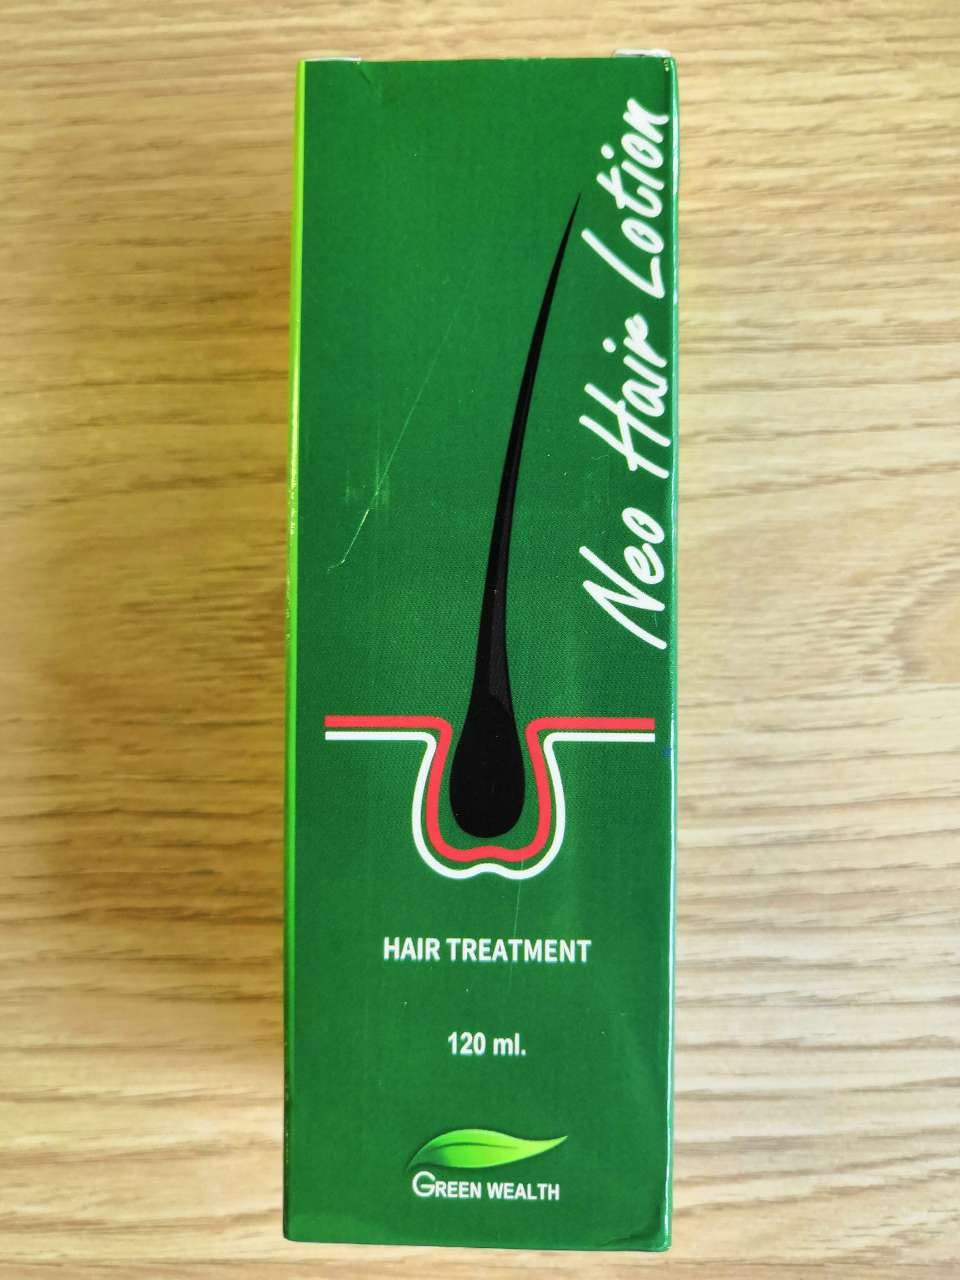 Neo Hair Lotion
HAIR TREATMENT
120 ml.
GREEN WEALTH